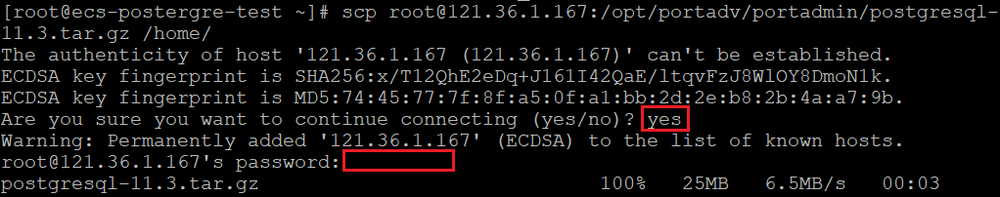 [root@ecs-postergre-test ~]# scp root@121.36.1.167:/opt/portadv/portadmin/postgresql-
11.3.tar.gz /home/
The authenticity of host '121.36.1.167 (121.36.1.167)' can't be established.
ECDSA key fingerprint is SHA256:x/T12QhE2eDq+J161I42QaE/ltqvFzJ8WlOY8DmoN1k.
ECDSA key fingerprint is MD5:74:45:77:7f:8f:a5:0f:a1:bb:2d:2e:b8:2b:4a:a7:9b.
Are you sure you want to continue connecting (yes/no)? yes
Warning: Permanently added '121.36.1.167' (ECDSA) to the list of known hosts.
root@121.36.1.167's password:
postgresql-11.3.tar.gz 100% 25MB 6.5MB/s 00:03